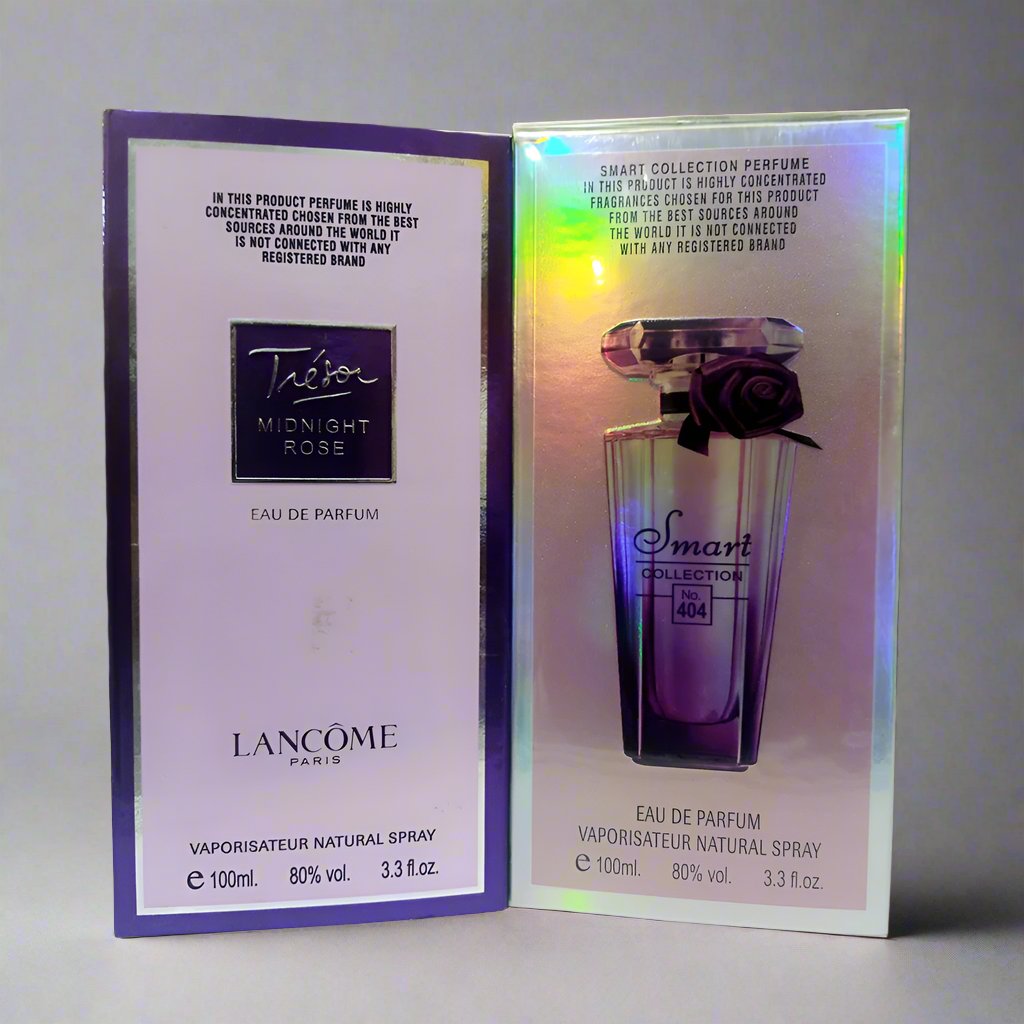 IN THIS PRODUCT PERFUME IS HIGHLY
CONCENTRATED CHOSEN FROM THE BEST
SOURCES AROUND THE WORLD IT
IS NOT CONNECTED WITH ANY
REGISTERED BRAND
Trésor
MIDNIGHT
ROSE
EAU DE PARFUM
LANCÔME
PARIS
VAPORISATEUR NATURAL SPRAY
e 100ml. 80% vol. 3.3 fl.oz.
SMART COLLECTION PERFUME
IN THIS PRODUCT IS HIGHLY CONCENTRATED
FRAGRANCES CHOSEN FOR THIS PRODUCT
FROM THE BEST SOURCES AROUND
THE WORLD IT IS NOT CONNECTED
WITH ANY REGISTERED BRAND
Smart
COLLECTION
No.
404
EAU DE PARFUM
VAPORISATEUR NATURAL SPRAY
e 100ml. 80% vol. 3.3 fl.oz.